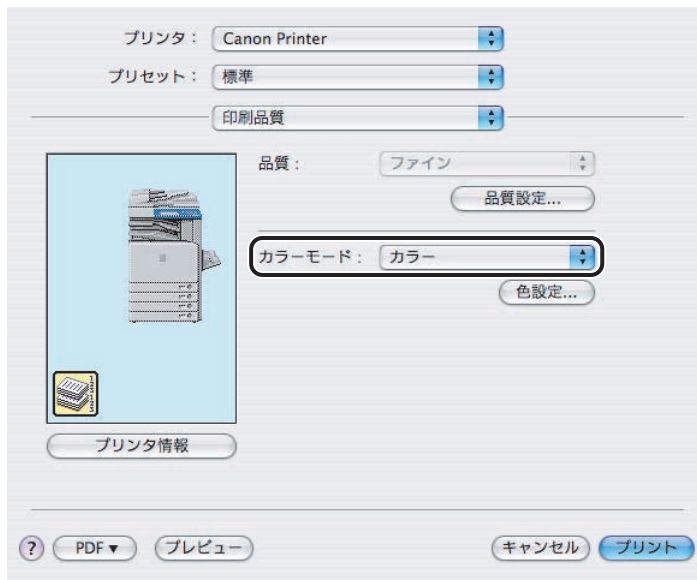 プリンタ： Canon Printer
プリセット： 標準
印刷品質
品質： ファイン
品質設定...
カラーモード： カラー
色設定...
プリンタ情報
? PDF▼ プレビュー キャンセル プリント